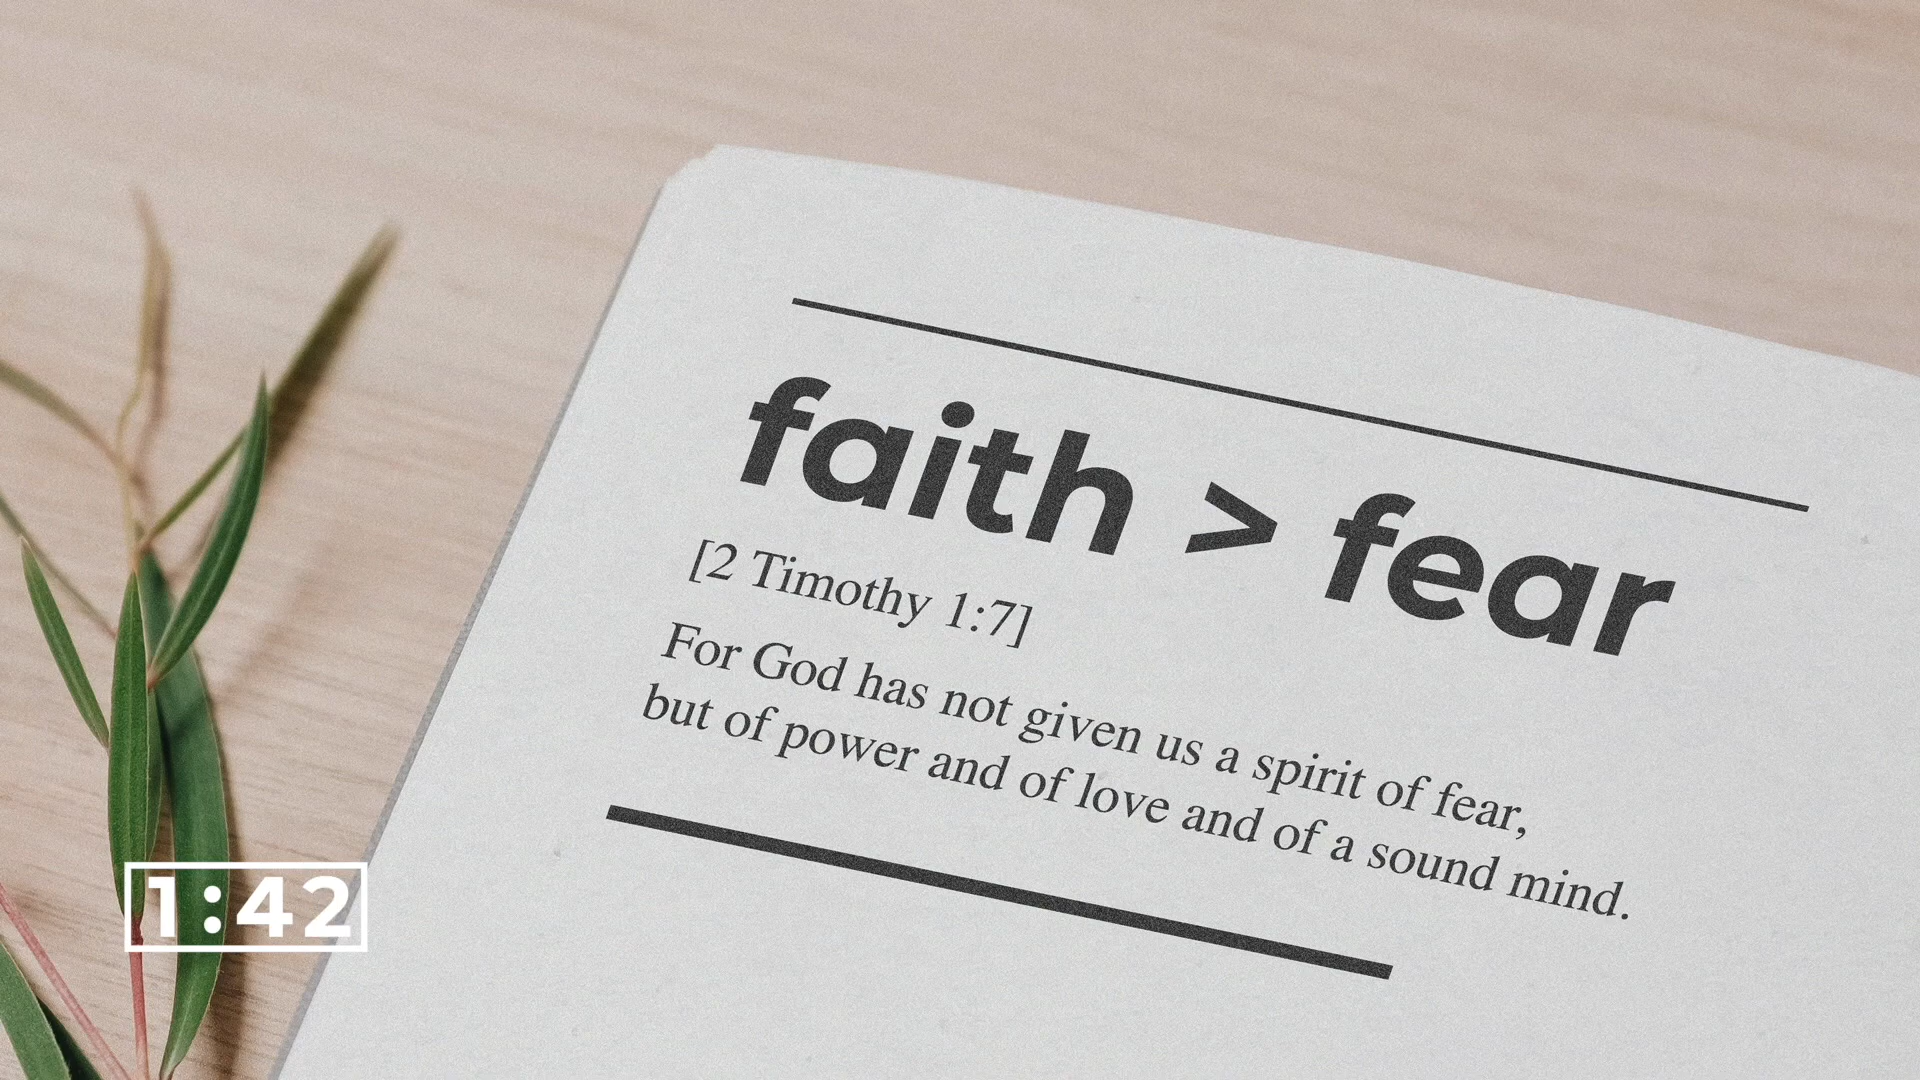 faith > fear
[2 Timothy 1:7]
For God has not given us a spirit of fear,
but of power and of love and of a sound mind.
1:42